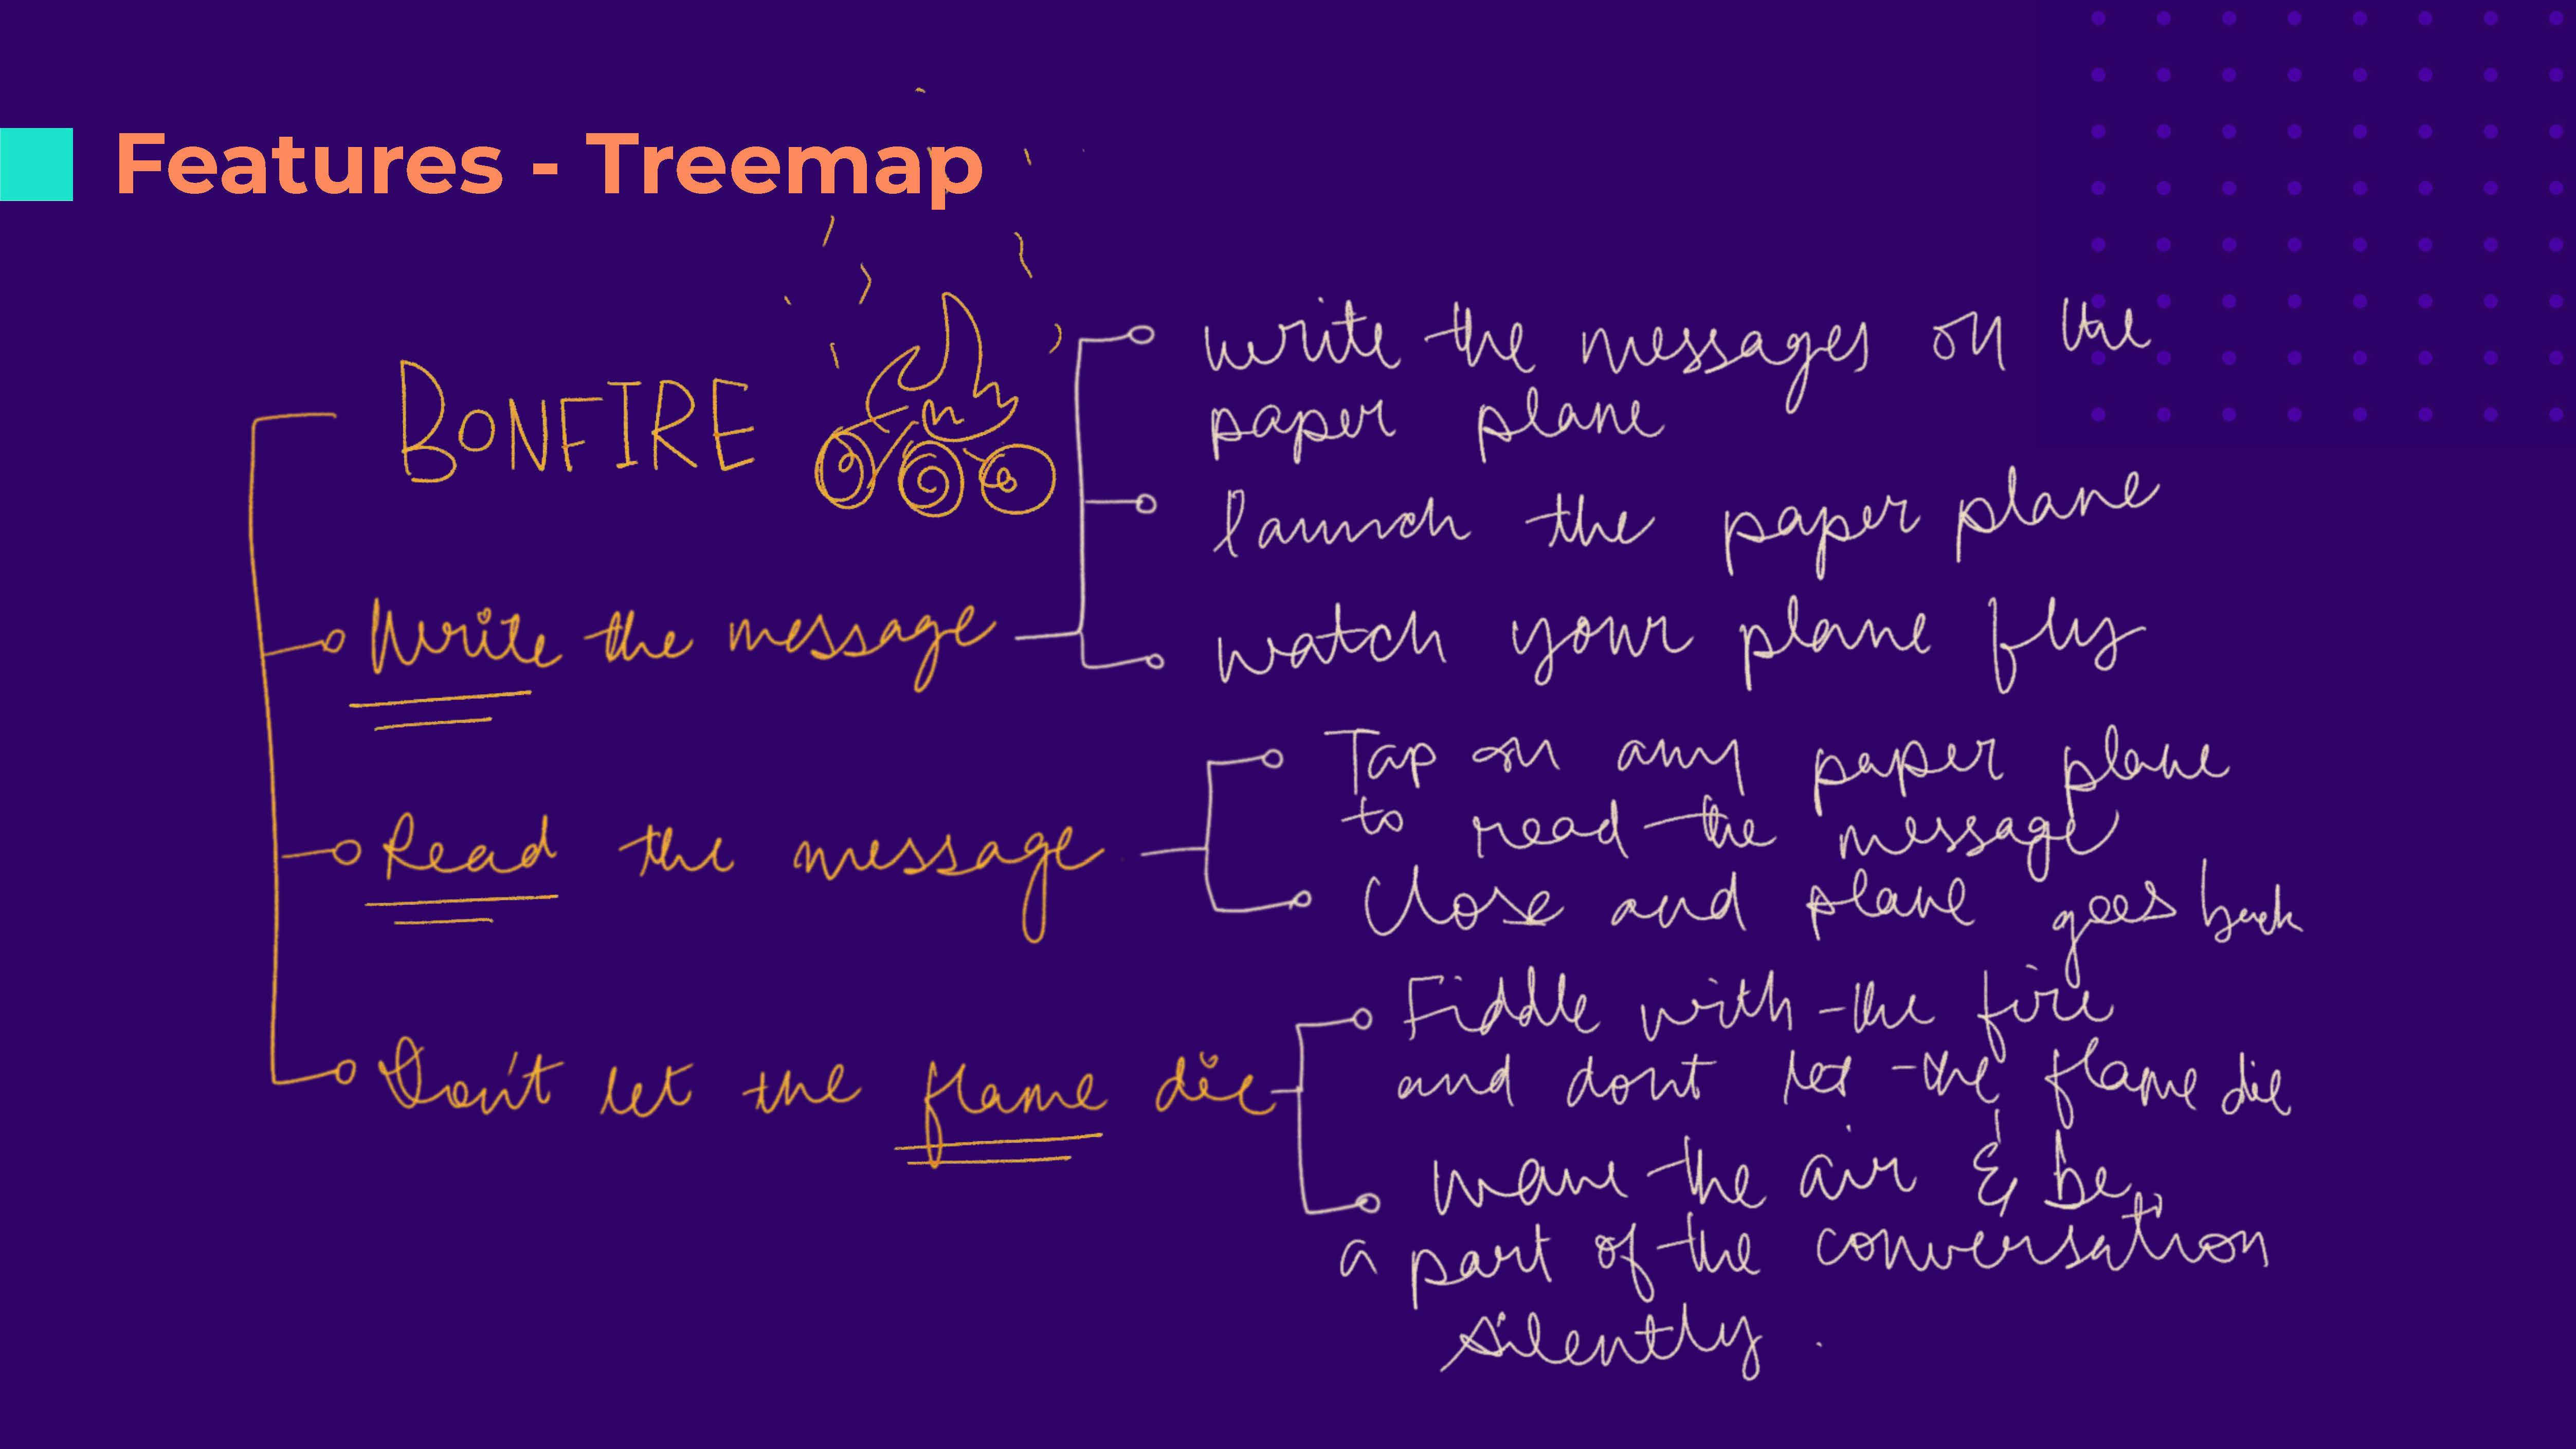 Features - Treemap
BONFIRE
Write the message
write the messages on the
paper plane
launch the paper plane
watch your plane fly
Read the message
Tap on any paper plane
to read the message
Close and plane goes back
Don't let the flame die
Fiddle with the fire
and dont let the flame die
wave the air & be
a part of the conversation
silently.